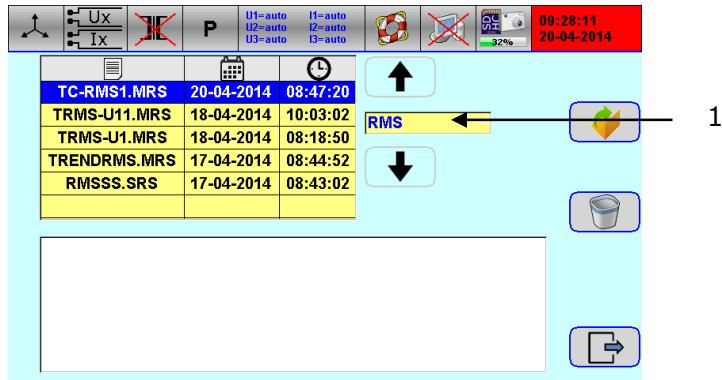 Ux
Ix
P
U1=auto I1=auto
U2=auto I2=auto
U3=auto I3=auto
SD HC
32%
09:28:11
20-04-2014
TC-RMS1.MRS 20-04-2014 08:47:20
TRMS-U11.MRS 18-04-2014 10:03:02
TRMS-U1.MRS 18-04-2014 08:18:50
TRENDRMS.MRS 17-04-2014 08:44:52
RMSSS.SRS 17-04-2014 08:43:02
RMS
1